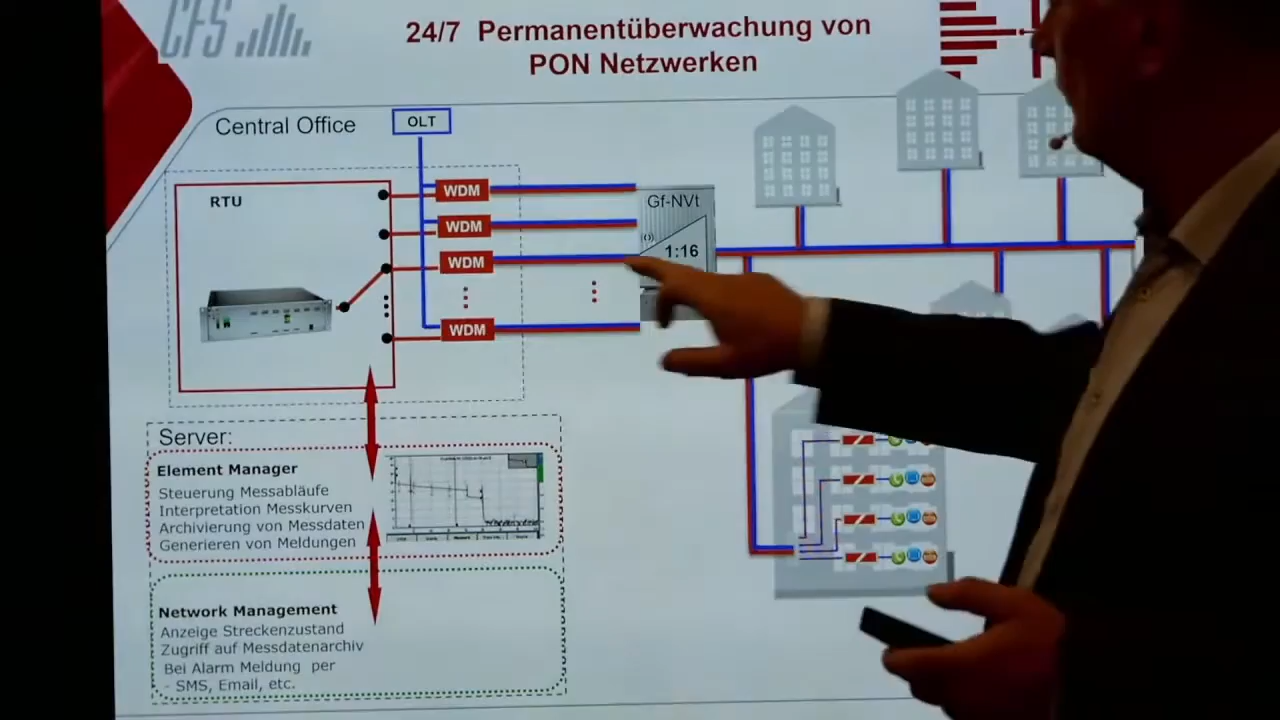 CFS
24/7 Permanentüberwachung von
PON Netzwerken
Central Office
OLT
RTU
WDM
WDM
WDM
WDM
Gf-NVt
1:16
Server:
Element Manager
Steuerung Messabläufe
Interpretation Messkurven
Archivierung von Messdaten
Generieren von Meldungen
Network Management
Anzeige Streckenzustand
Zugriff auf Messdatenarchiv
Bei Alarm Meldung per
- SMS, Email, etc.